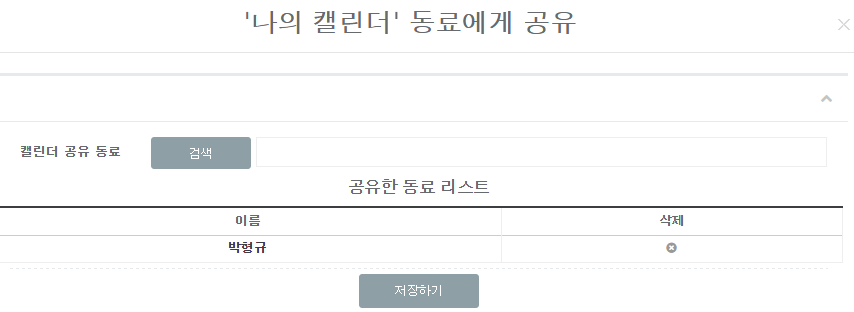 '나의 캘린더' 동료에게 공유
캘린더 공유 동료 검색
공유한 동료 리스트
이름 삭제
박형규
저장하기